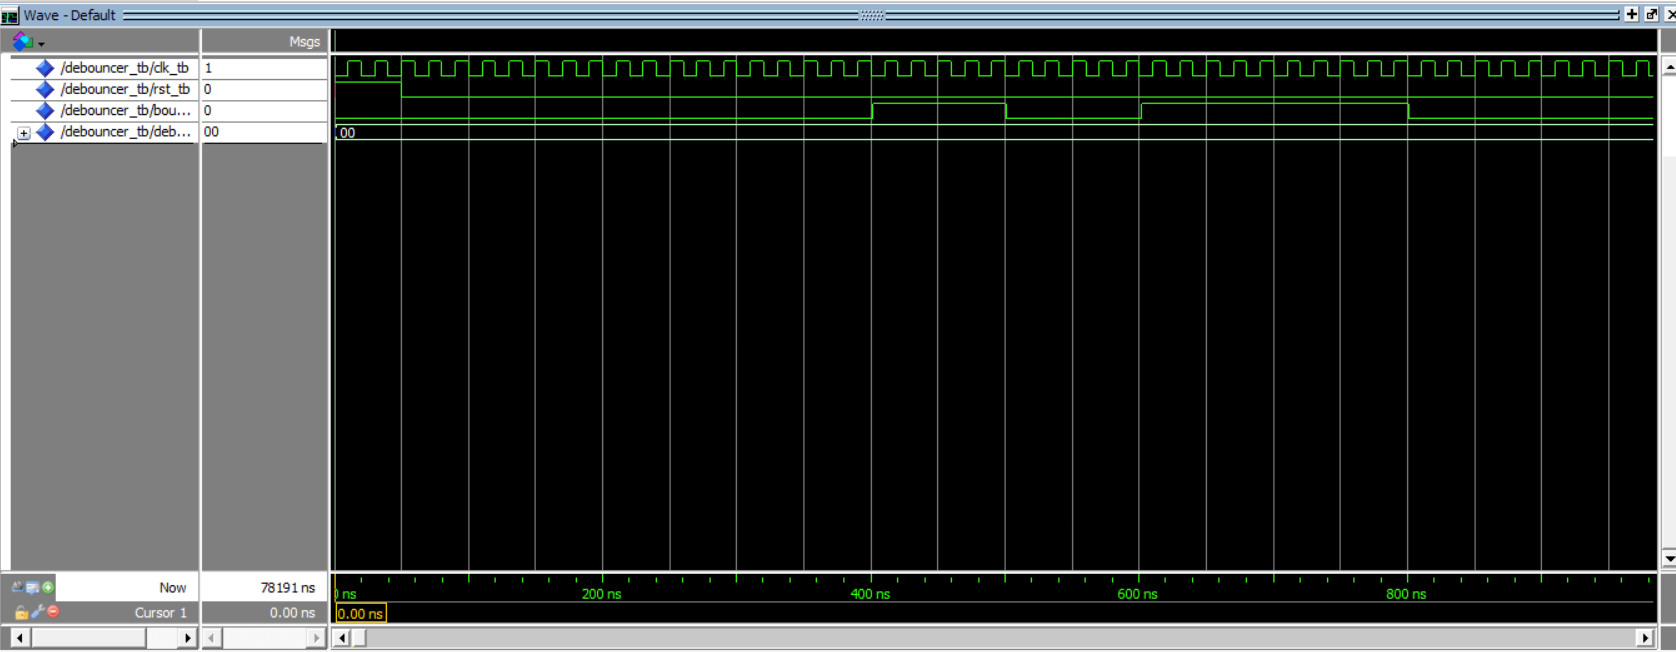 Wave - Default
Msgs
/debouncer_tb/clk_tb 1
/debouncer_tb/rst_tb 0
/debouncer_tb/bou... 0
/debouncer_tb/deb... 00 00
Now 78191 ns ns 200 ns 400 ns 600 ns 800 ns
Cursor 1 0.00 ns 0.00 ns